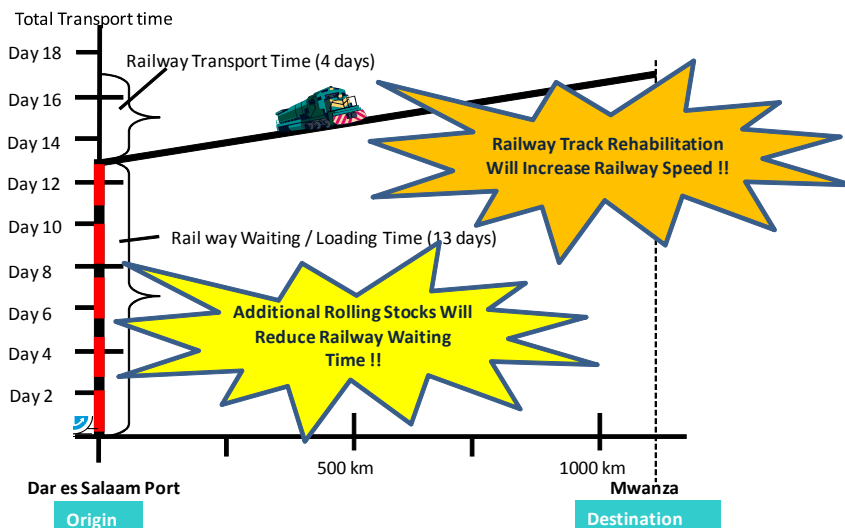 Total Transport time
Day 18
Railway Transport Time (4 days)
Day 16
Day 14
Railway Track Rehabilitation
Will Increase Railway Speed !!
Day 12
Day 10
Rail way Waiting / Loading Time (13 days)
Day 8
Additional Rolling Stocks Will
Reduce Railway Waiting
Time !!
Day 6
Day 4
Day 2
500 km
1000 km
Dar es Salaam Port
Mwanza
Origin
Destination